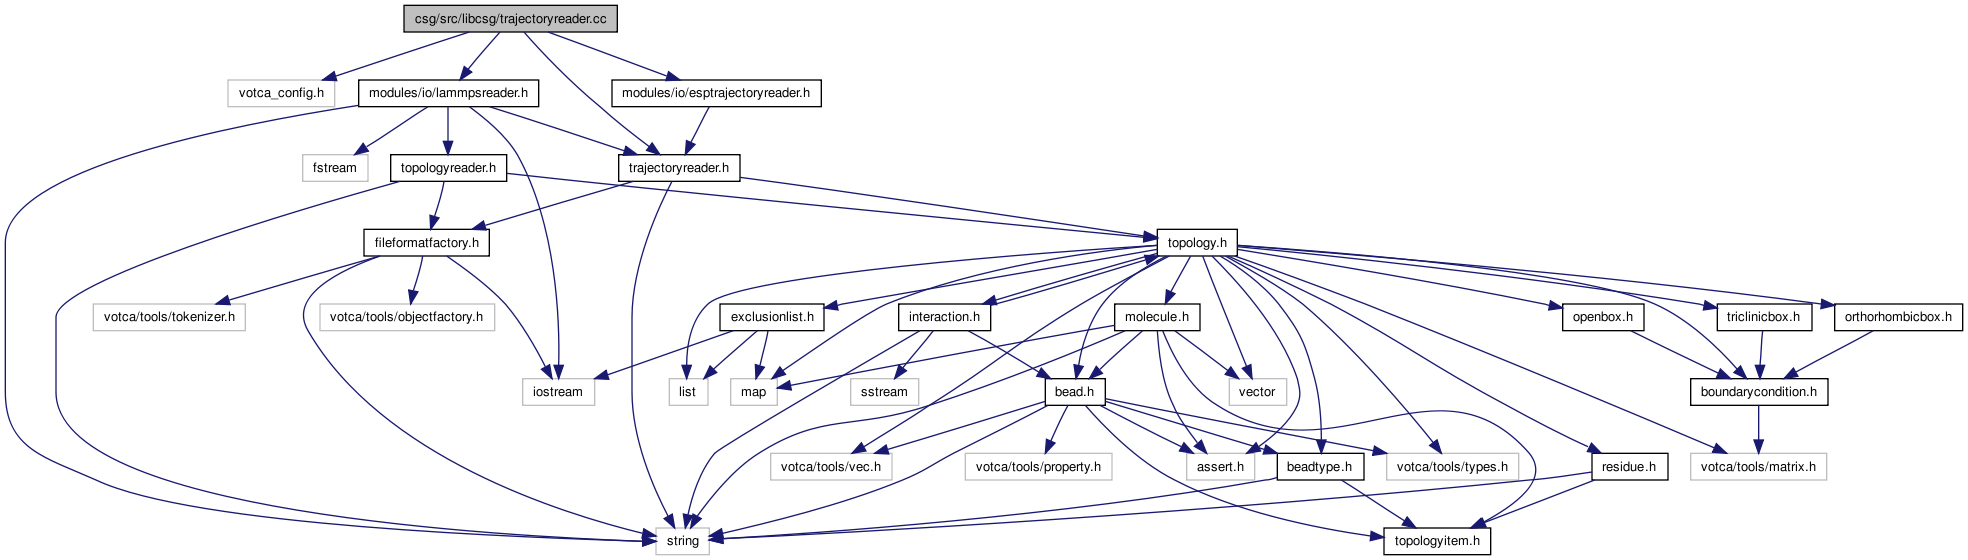 csg/src/libcsg/trajectoryreader.cc
votca_config.h
modules/io/lammpsreader.h
modules/io/esptrajectoryreader.h
fstream
topologyreader.h
trajectoryreader.h
fileformatfactory.h
topology.h
votca/tools/tokenizer.h
votca/tools/objectfactory.h
exclusionlist.h
interaction.h
molecule.h
openbox.h
triclinicbox.h
orthorhombicbox.h
iostream
list
map
sstream
bead.h
vector
boundarycondition.h
votca/tools/vec.h
votca/tools/property.h
assert.h
beadtype.h
votca/tools/types.h
residue.h
votca/tools/matrix.h
string
topologyitem.h